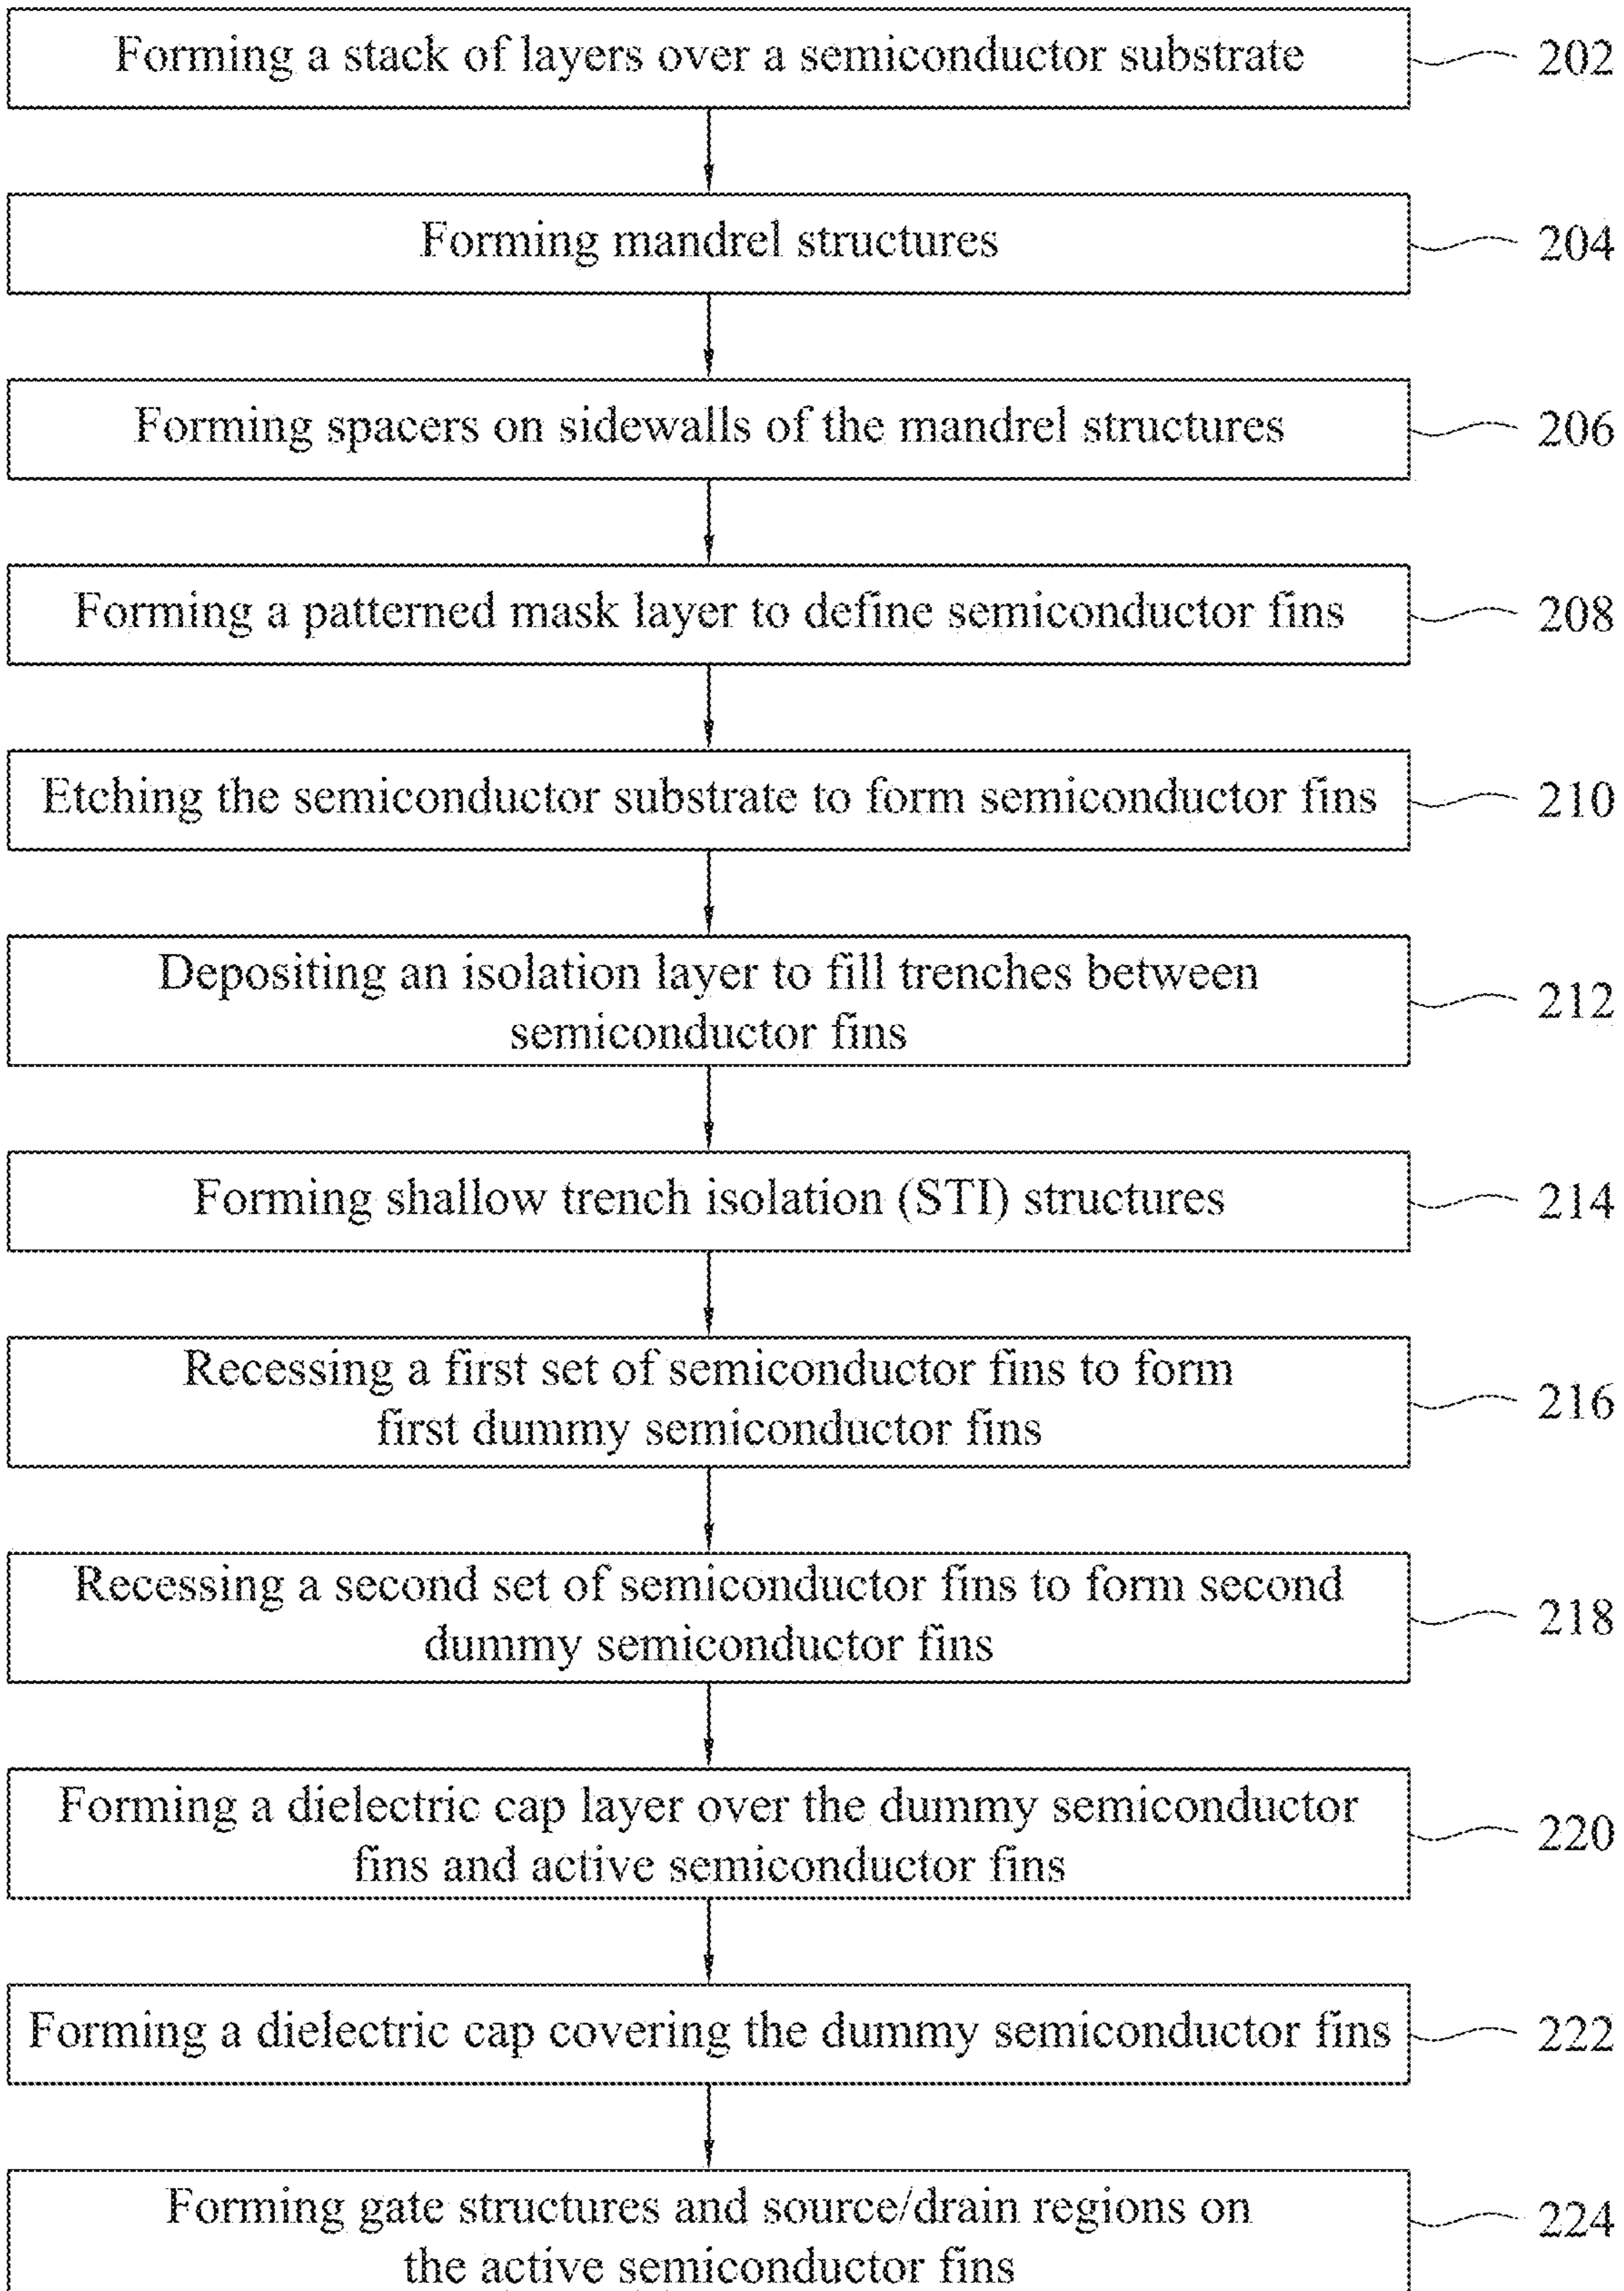 Forming a stack of layers over a semiconductor substrate
202
Forming mandrel structures
204
Forming spacers on sidewalls of the mandrel structures
206
Forming a patterned mask layer to define semiconductor fins
208
Etching the semiconductor substrate to form semiconductor fins
210
Depositing an isolation layer to fill trenches between
semiconductor fins
212
Forming shallow trench isolation (STI) structures
214
Recessing a first set of semiconductor fins to form
first dummy semiconductor fins
216
Recessing a second set of semiconductor fins to form second
dummy semiconductor fins
218
Forming a dielectric cap layer over the dummy semiconductor
fins and active semiconductor fins
220
Forming a dielectric cap covering the dummy semiconductor fins
222
Forming gate structures and source/drain regions on
the active semiconductor fins
224